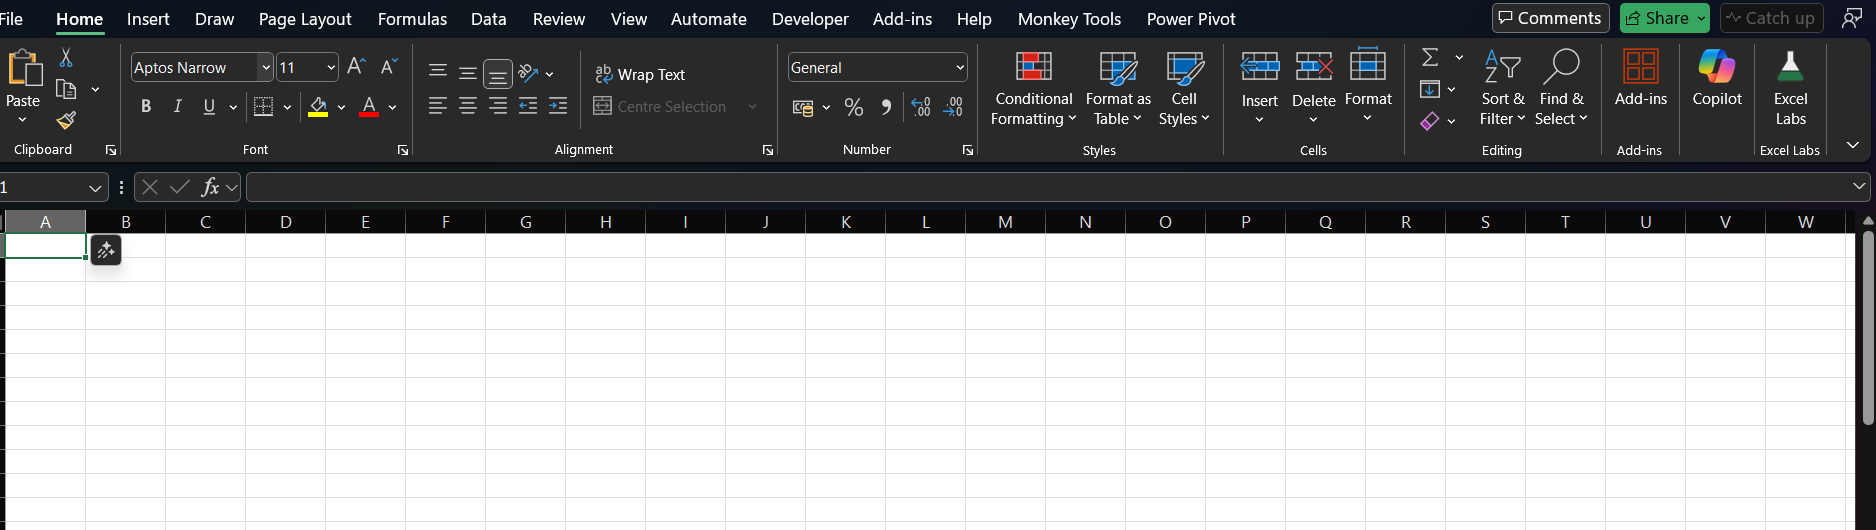 File Home Insert Draw Page Layout Formulas Data Review View Automate Developer Add-ins Help Monkey Tools Power Pivot Comments Share Catch up
Aptos Narrow 11 Wrap Text General
Paste
B I U A Centre Selection
Conditional Formatting
Format as Table
Cell Styles
Insert Delete Format
Sort & Filter
Find & Select
Add-ins
Copilot
Excel Labs
Clipboard Font Alignment Number Styles Cells Editing Add-ins Excel Labs
1 fx
A B C D E F G H I J K L M N O P Q R S T U V W